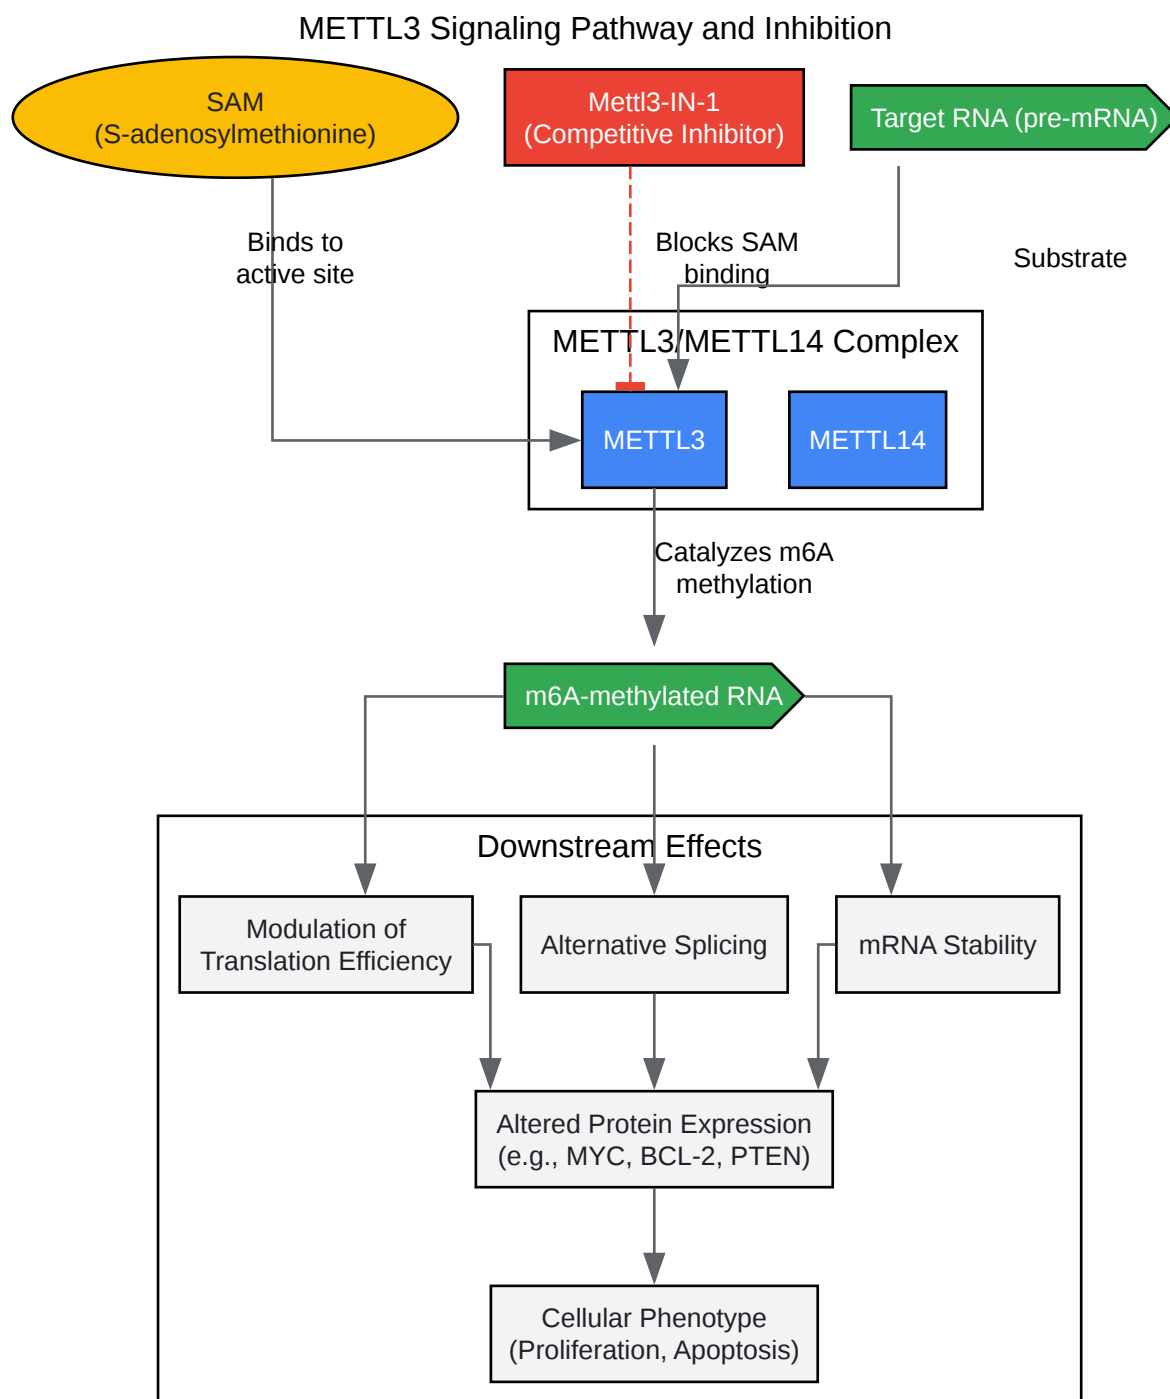 METTL3 Signaling Pathway and Inhibition
SAM
(S-adenosylmethionine)
Mettl3-IN-1
(Competitive Inhibitor)
Target RNA (pre-mRNA)
Binds to
active site
Blocks SAM
binding
Substrate
METTL3/METTL14 Complex
METTL3
METTL14
Catalyzes m6A
methylation
m6A-methylated RNA
Downstream Effects
Modulation of
Translation Efficiency
Alternative Splicing
mRNA Stability
Altered Protein Expression
(e.g., MYC, BCL-2, PTEN)
Cellular Phenotype
(Proliferation, Apoptosis)